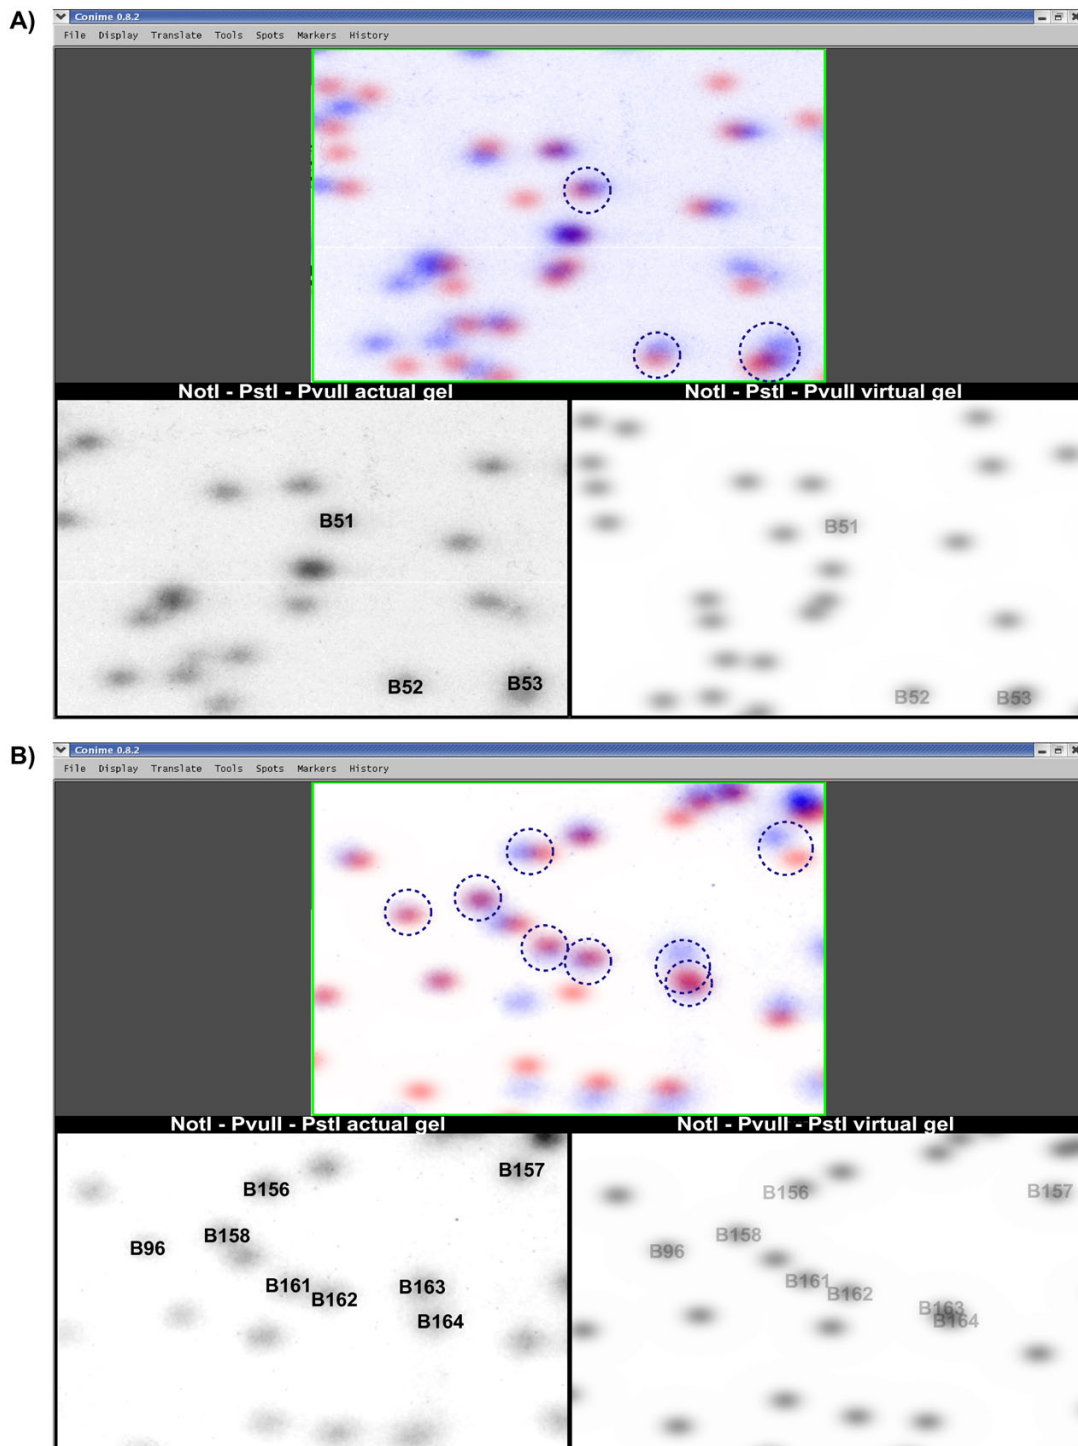 A)
Conime 0.8.2
File Display Translate Tools Spots Markers History
NotI - PstI - PvuII actual gel
NotI - PstI - PvuII virtual gel
B51
B51
B52
B53
B52
B53
B)
Conime 0.8.2
File Display Translate Tools Spots Markers History
NotI - PvuII - PstI actual gel
NotI - PvuII - PstI virtual gel
B157
B156
B158
B96
B161
B162
B163
B164
B156
B157
B158
B96
B161
B162
B163
B164